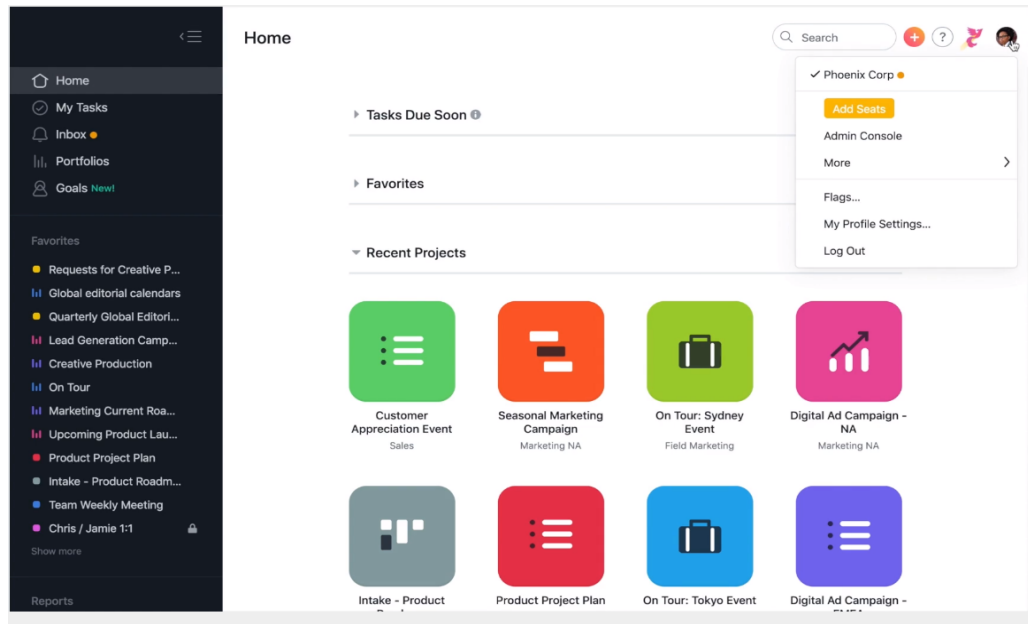 Home
My Tasks
Inbox
Portfolios
Goals New!
Favorites
Requests for Creative P...
Global editorial calendars
Quarterly Global Editori...
Lead Generation Camp...
Creative Production
On Tour
Marketing Current Roa...
Upcoming Product Lau...
Product Project Plan
Intake - Product Roadm...
Team Weekly Meeting
Chris / Jamie 1:1
Show more
Reports
Home
Search
+
?
Phoenix Corp
Add Seats
Admin Console
More
Flags...
My Profile Settings...
Log Out
Tasks Due Soon
Favorites
Recent Projects
Customer
Appreciation Event
Sales
Seasonal Marketing
Campaign
Marketing NA
On Tour: Sydney
Event
Field Marketing
Digital Ad Campaign -
NA
Marketing NA
Intake - Product
Product Project Plan
On Tour: Tokyo Event
Digital Ad Campaign -